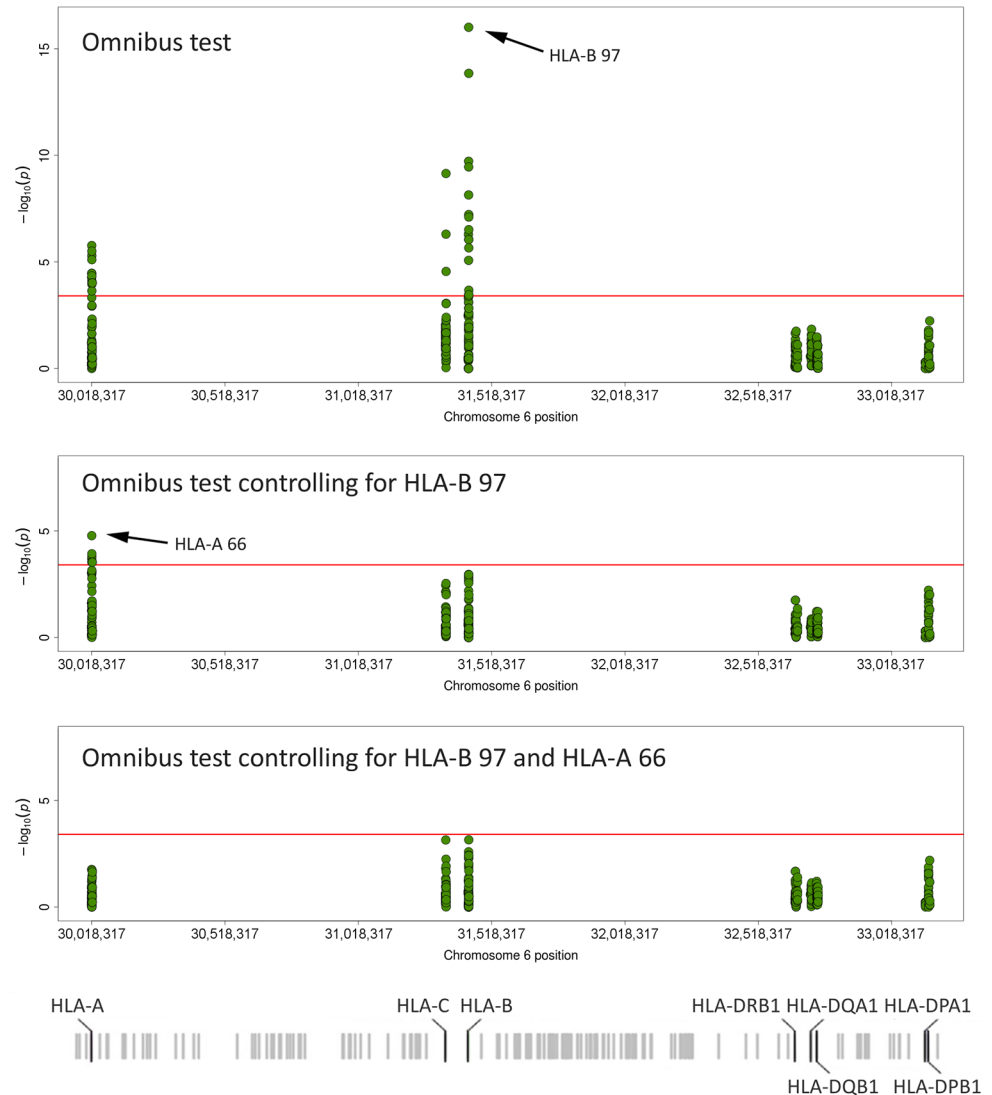 Omnibus test
HLA-B 97
15
10
5
0
−log10(p)
30,018,317 30,518,317 31,018,317 31,518,317 32,018,317 32,518,317 33,018,317
Chromosome 6 position
Omnibus test controlling for HLA-B 97
HLA-A 66
5
0
−log10(p)
30,018,317 30,518,317 31,018,317 31,518,317 32,018,317 32,518,317 33,018,317
Chromosome 6 position
Omnibus test controlling for HLA-B 97 and HLA-A 66
5
0
−log10(p)
30,018,317 30,518,317 31,018,317 31,518,317 32,018,317 32,518,317 33,018,317
Chromosome 6 position
HLA-A HLA-C HLA-B HLA-DRB1 HLA-DQA1 HLA-DPA1
HLA-DQB1 HLA-DPB1